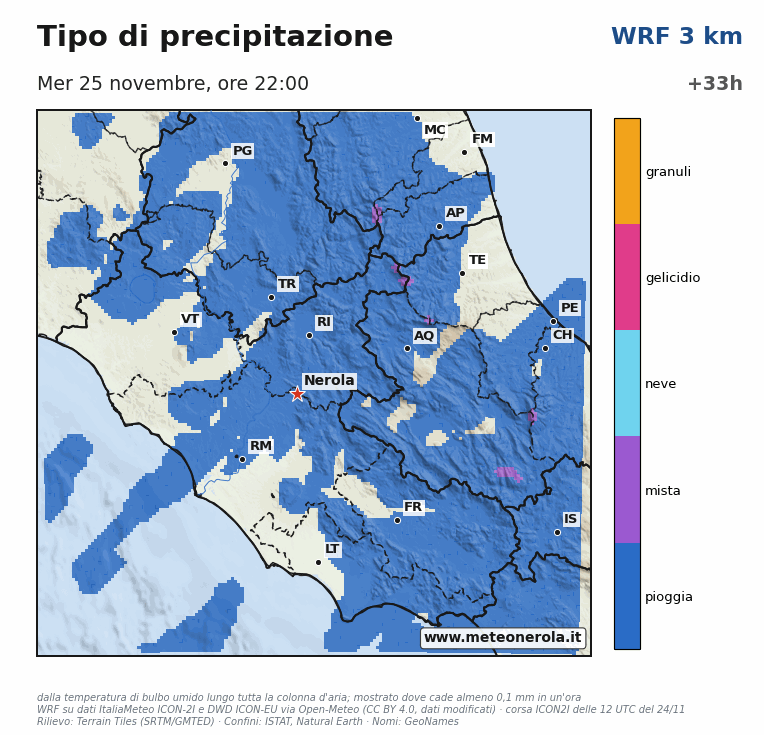 Tipo di precipitazione
WRF 3 km
Mer 25 novembre, ore 22:00
+33h
MC
FM
PG
AP
TE
TR
PE
VT
RI
AQ
CH
Nerola
RM
FR
IS
LT
www.meteonerola.it
granuli
gelicidio
neve
mista
pioggia
dalla temperatura di bulbo umido lungo tutta la colonna d'aria; mostrato dove cade almeno 0,1 mm in un'ora
WRF su dati ItaliaMeteo ICON-2I e DWD ICON-EU via Open-Meteo (CC BY 4.0, dati modificati) · corsa ICON2I delle 12 UTC del 24/11
Rilievo: Terrain Tiles (SRTM/GMTED) · Confini: ISTAT, Natural Earth · Nomi: GeoNames